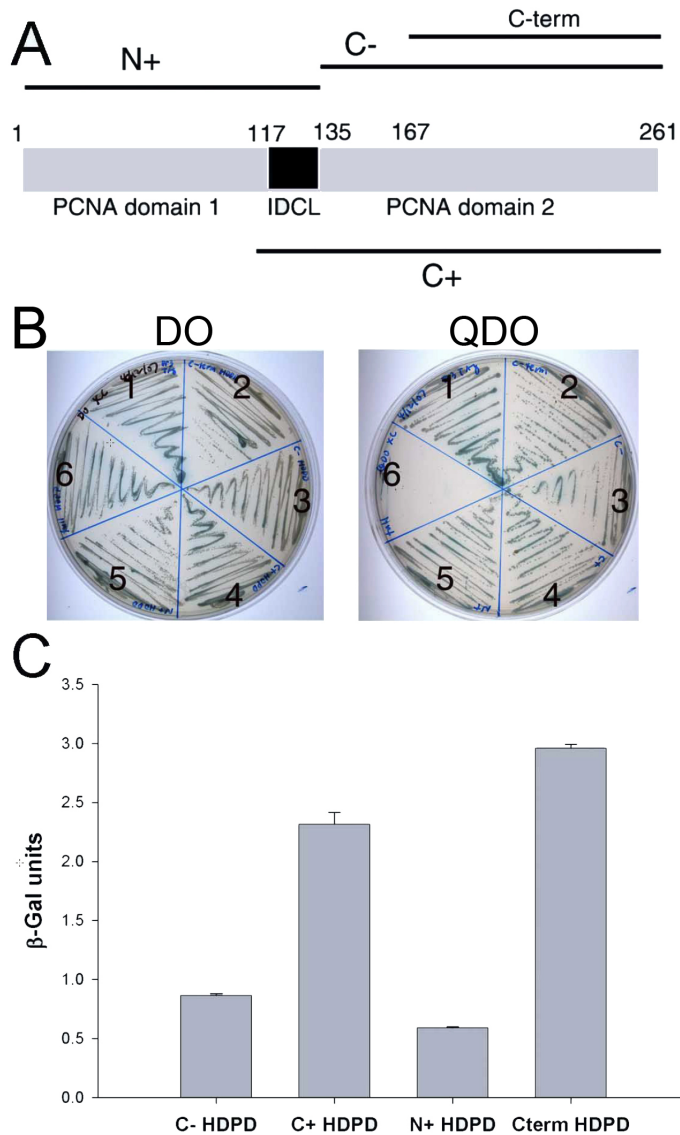 A
C-term
C-
N+
1
117
135
167
261
PCNA domain 1
IDCL
PCNA domain 2
C+
B
DO
QDO
1
2
3
4
5
6
1
2
3
4
5
6
C
3.5
3.0
2.5
2.0
1.5
1.0
0.5
0.0
β-Gal units
C- HDPD
C+ HDPD
N+ HDPD
Cterm HDPD